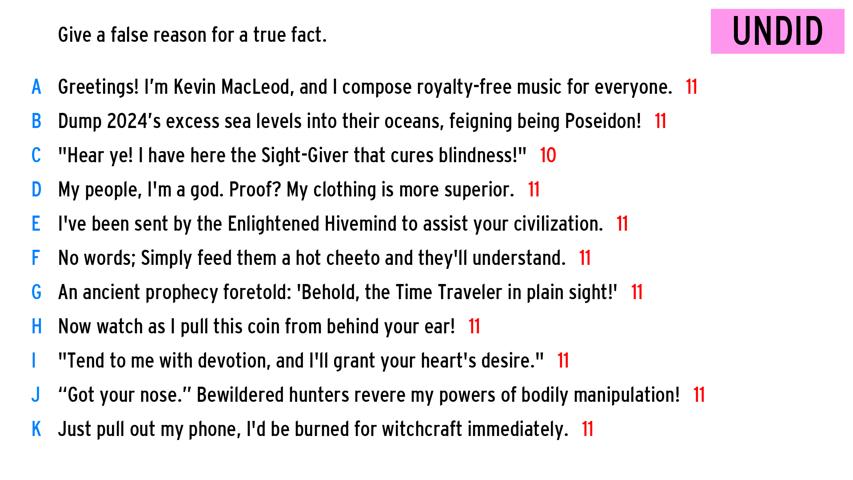 Give a false reason for a true fact.
UNDID
A Greetings! I’m Kevin MacLeod, and I compose royalty-free music for everyone. 11
B Dump 2024’s excess sea levels into their oceans, feigning being Poseidon! 11
C "Hear ye! I have here the Sight-Giver that cures blindness!" 10
D My people, I'm a god. Proof? My clothing is more superior. 11
E I've been sent by the Enlightened Hivemind to assist your civilization. 11
F No words; Simply feed them a hot cheeto and they'll understand. 11
G An ancient prophecy foretold: 'Behold, the Time Traveler in plain sight!' 11
H Now watch as I pull this coin from behind your ear! 11
I "Tend to me with devotion, and I'll grant your heart's desire." 11
J “Got your nose.” Bewildered hunters revere my powers of bodily manipulation! 11
K Just pull out my phone, I'd be burned for witchcraft immediately. 11